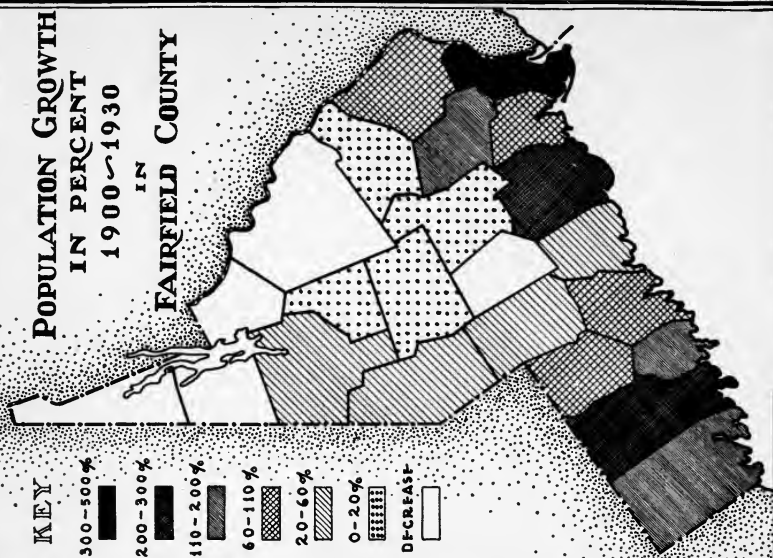 POPULATION GROWTH
IN PERCENT
1900~1930
IN
FAIRFIELD COUNTY
KEY
300-500%
200-300%
110-200%
60-110%
20-60%
0-20%
DECREASE